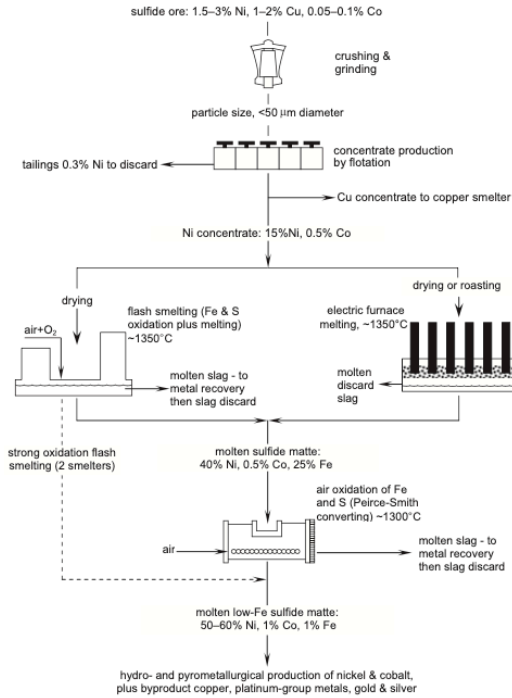 sulfide ore: 1.5–3% Ni, 1–2% Cu, 0.05–0.1% Co
crushing &
grinding
particle size, <50 µm diameter
concentrate production
by flotation
tailings 0.3% Ni to discard
Cu concentrate to copper smelter
Ni concentrate: 15%Ni, 0.5% Co
drying
drying or roasting
flash smelting (Fe & S
oxidation plus melting)
~1350°C
air+O2
electric furnace
melting, ~1350°C
molten slag - to
metal recovery
then slag discard
molten
discard
slag
strong oxidation flash
smelting (2 smelters)
molten sulfide matte:
40% Ni, 0.5% Co, 25% Fe
air oxidation of Fe
and S (Peirce-Smith
converting) ~1300°C
air
molten slag - to
metal recovery
then slag discard
molten low-Fe sulfide matte:
50–60% Ni, 1% Co, 1% Fe
hydro- and pyrometallurgical production of nickel & cobalt,
plus byproduct copper, platinum-group metals, gold & silver